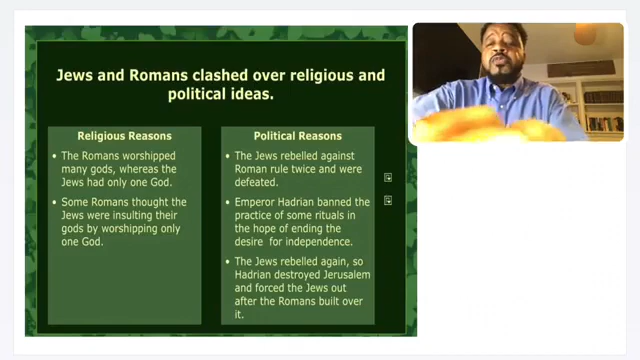 Jews and Romans clashed over religious and
political ideas.
Religious Reasons
• The Romans worshipped
many gods, whereas the
Jews had only one God.
• Some Romans thought the
Jews were insulting their
gods by worshipping only
one God.
Political Reasons
• The Jews rebelled against
Roman rule twice and were
defeated.
• Emperor Hadrian banned the
practice of some rituals in
the hope of ending the
desire for independence.
• The Jews rebelled again, so
Hadrian destroyed Jerusalem
and forced the Jews out
after the Romans built over
it.